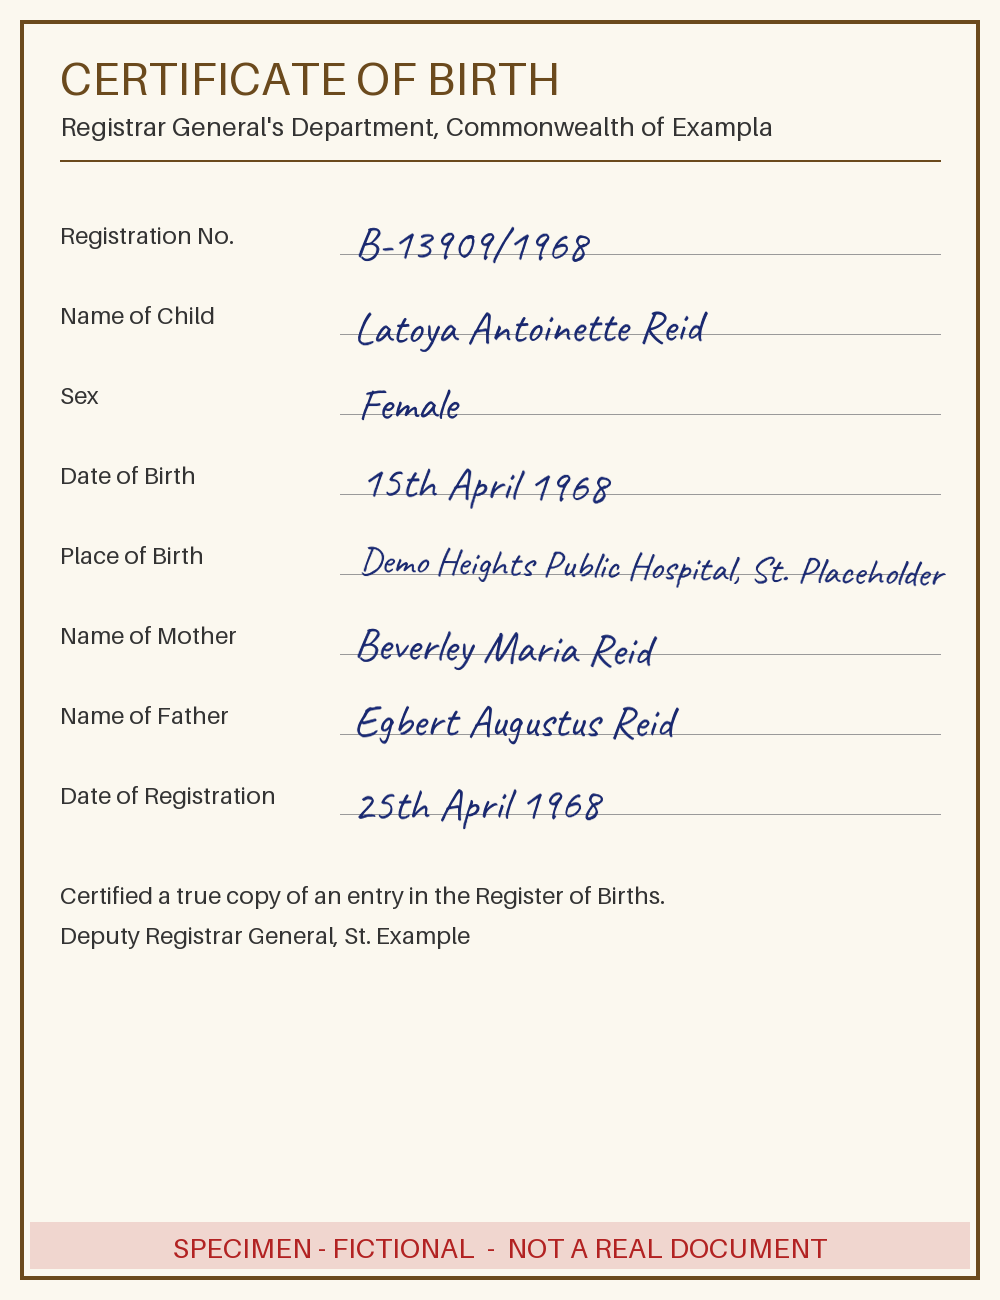 CERTIFICATE OF BIRTH
Registrar General's Department, Commonwealth of Exampla
Registration No. B-13909/1968
Name of Child Latoya Antoinette Reid
Sex Female
Date of Birth 15th April 1968
Place of Birth Demo Heights Public Hospital, St. Placeholder
Name of Mother Beverley Maria Reid
Name of Father Egbert Augustus Reid
Date of Registration 25th April 1968
Certified a true copy of an entry in the Register of Births.
Deputy Registrar General, St. Example
SPECIMEN - FICTIONAL - NOT A REAL DOCUMENT